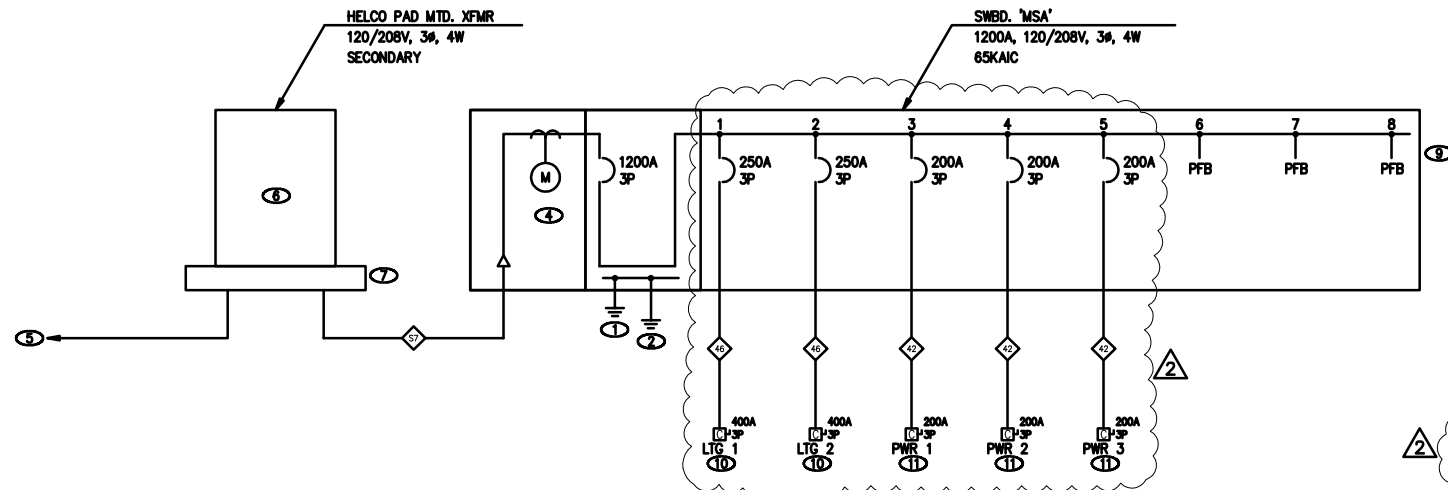 HELCO PAD MTD. XFMR
120/208V, 3ø, 4W
SECONDARY
SWBD. 'MSA'
1200A, 120/208V, 3ø, 4W
65KAIC
1 2 3 4 5 6 7 8
1200A
3P
250A
3P
250A
3P
200A
3P
200A
3P
200A
3P
PFB PFB PFB
9
M
4
6
7
5
S7
1
2
46 46 42 42 42
2
400A
3P
LTG 1
10
400A
3P
LTG 2
10
200A
3P
PWR 1
11
200A
3P
PWR 2
11
200A
3P
PWR 3
11
C C C C C
2